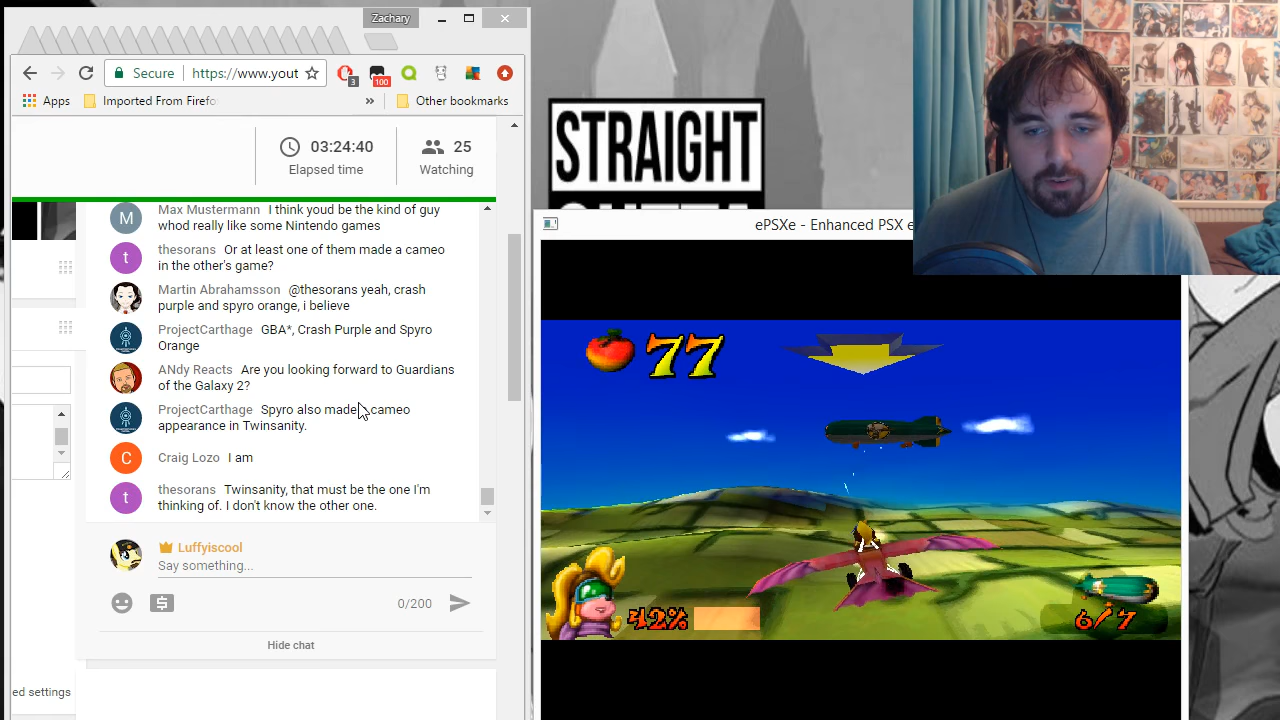 Zachary
Secure
https://www.yout
3
100
Apps
Imported From Firefo
»
Other bookmarks
03:24:40
Elapsed time
25
Watching
M
Max Mustermann I think youd be the kind of guy
whod really like some Nintendo games
t
thesorans Or at least one of them made a cameo
in the other's game?
Martin Abrahamsson @thesorans yeah, crash
purple and spyro orange, i believe
ProjectCarthage GBA*, Crash Purple and Spyro
Orange
ANdy Reacts Are you looking forward to Guardians
of the Galaxy 2?
ProjectCarthage Spyro also made cameo
appearance in Twinsanity.
C
Craig Lozo I am
t
thesorans Twinsanity, that must be the one I'm
thinking of. I don't know the other one.
Luffyiscool
Say something...
0/200
Hide chat
ed settings
STRAIGHT
ePSXe - Enhanced PSX e
77
42%
6/7